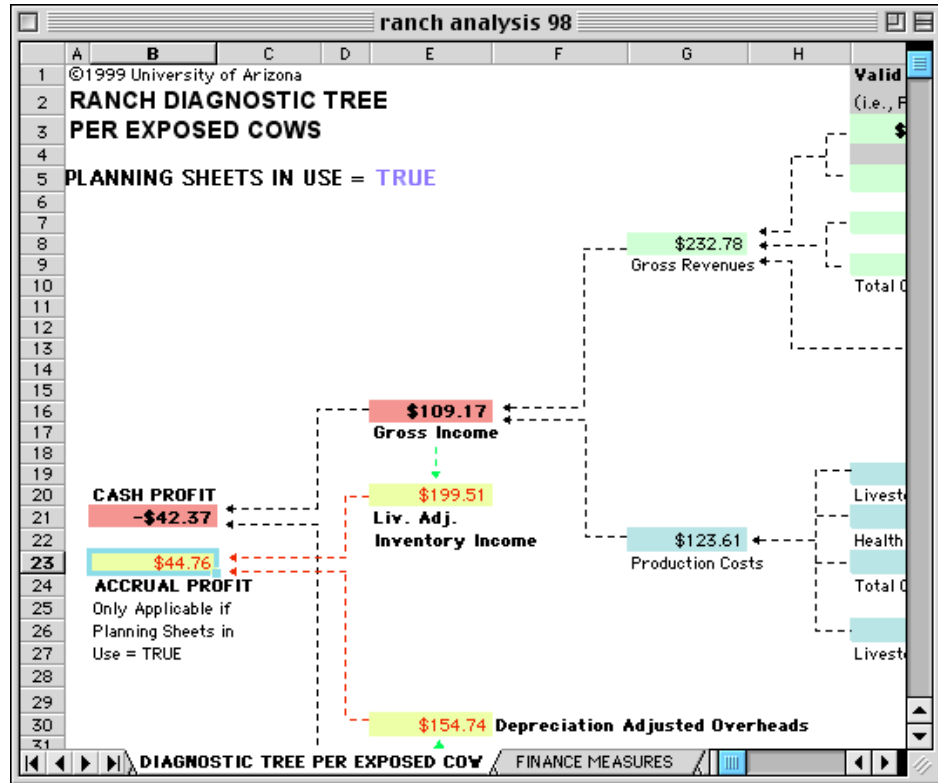 ranch analysis 98
A B C D E F G H
1 ©1999 University of Arizona Valid
2 RANCH DIAGNOSTIC TREE (i.e., F
3 PER EXPOSED COWS $
4
5 PLANNING SHEETS IN USE = TRUE
6
7
8 $232.78
9 Gross Revenues
10 Total C
11
12
13
14
15
16 $109.17
17 Gross Income
18
19
20 CASH PROFIT $199.51 Livest
21 -$42.37 Liv. Adj.
22 Inventory Income $123.61 Health
23 $44.76 Production Costs
24 ACCRUAL PROFIT Total C
25 Only Applicable if
26 Planning Sheets in
27 Use = TRUE Livest
28
29
30 $154.74 Depreciation Adjusted Overheads
31
DIAGNOSTIC TREE PER EXPOSED COW FINANCE MEASURES